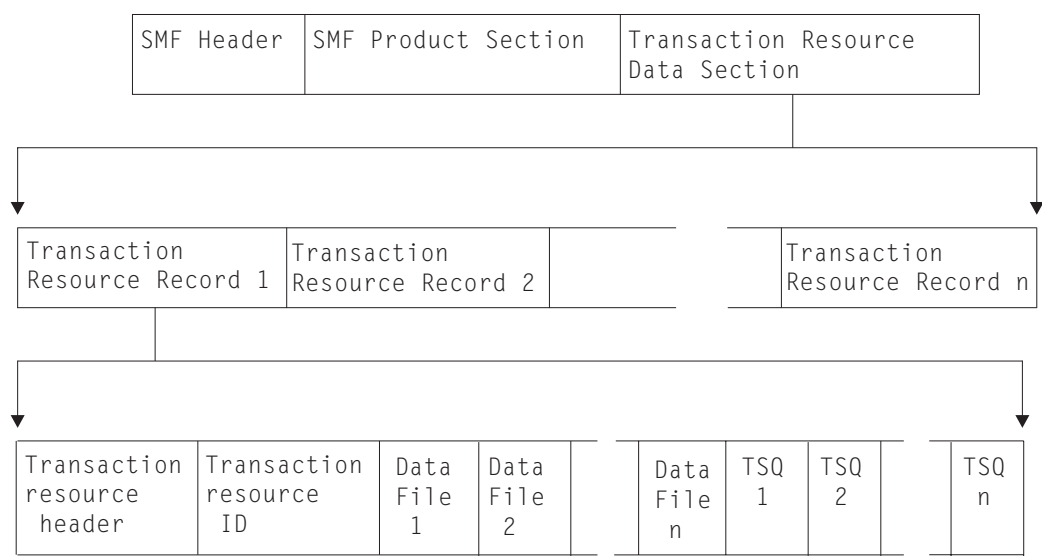 SMF Header
SMF Product Section
Transaction Resource
Data Section
Transaction
Resource Record 1
Transaction
Resource Record 2
Transaction
Resource Record n
Transaction
resource
header
Transaction
resource
ID
Data
File
1
Data
File
2
Data
File
n
TSQ
1
TSQ
2
TSQ
n